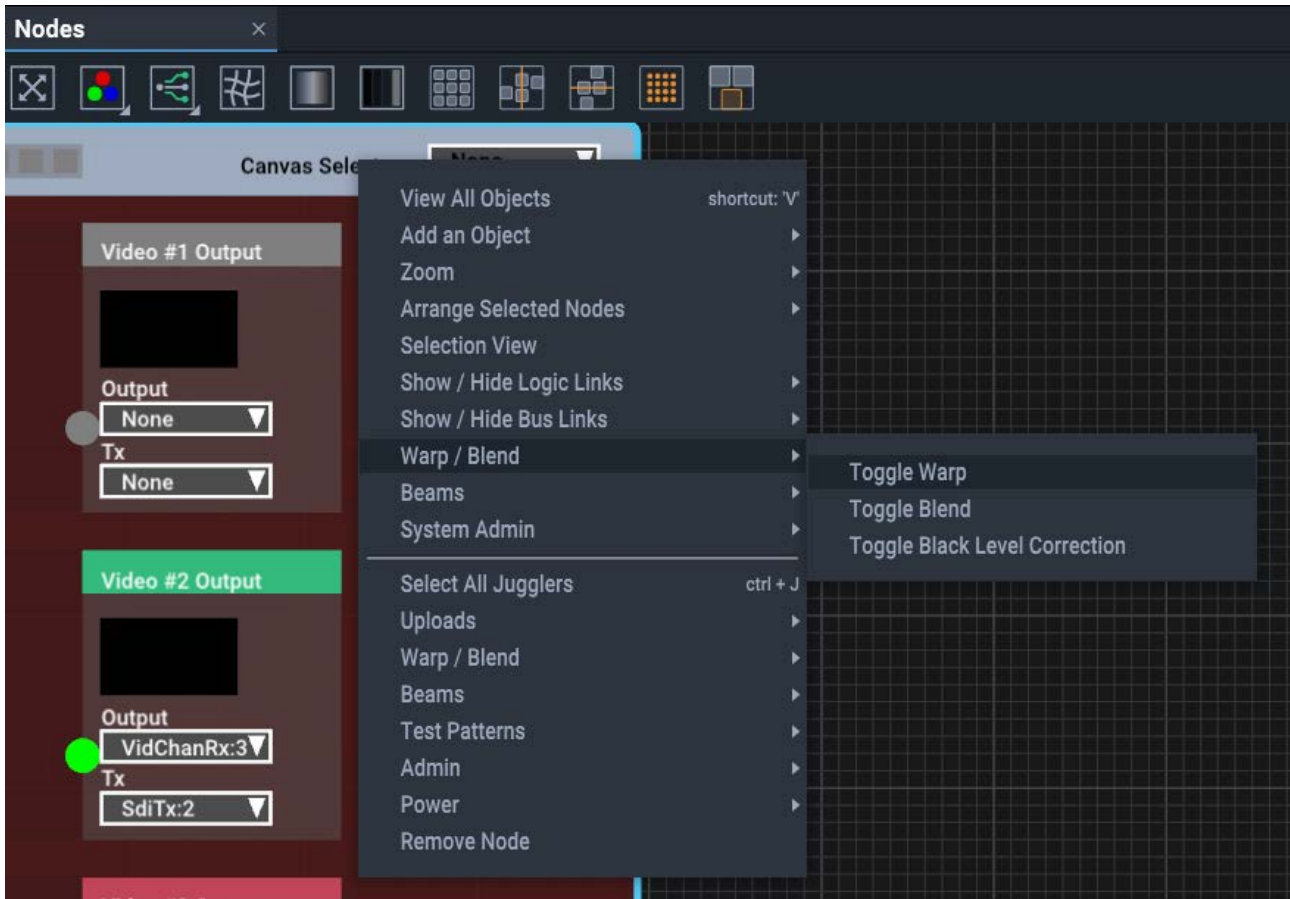 Nodes ×
Canvas Sele
Video #1 Output
Output
None
Tx
None
Video #2 Output
Output
VidChanRx:3
Tx
SdiTx:2
View All Objects shortcut: 'V'
Add an Object
Zoom
Arrange Selected Nodes
Selection View
Show / Hide Logic Links
Show / Hide Bus Links
Warp / Blend
Beams
System Admin
Select All Jugglers ctrl + J
Uploads
Warp / Blend
Beams
Test Patterns
Admin
Power
Remove Node
Toggle Warp
Toggle Blend
Toggle Black Level Correction